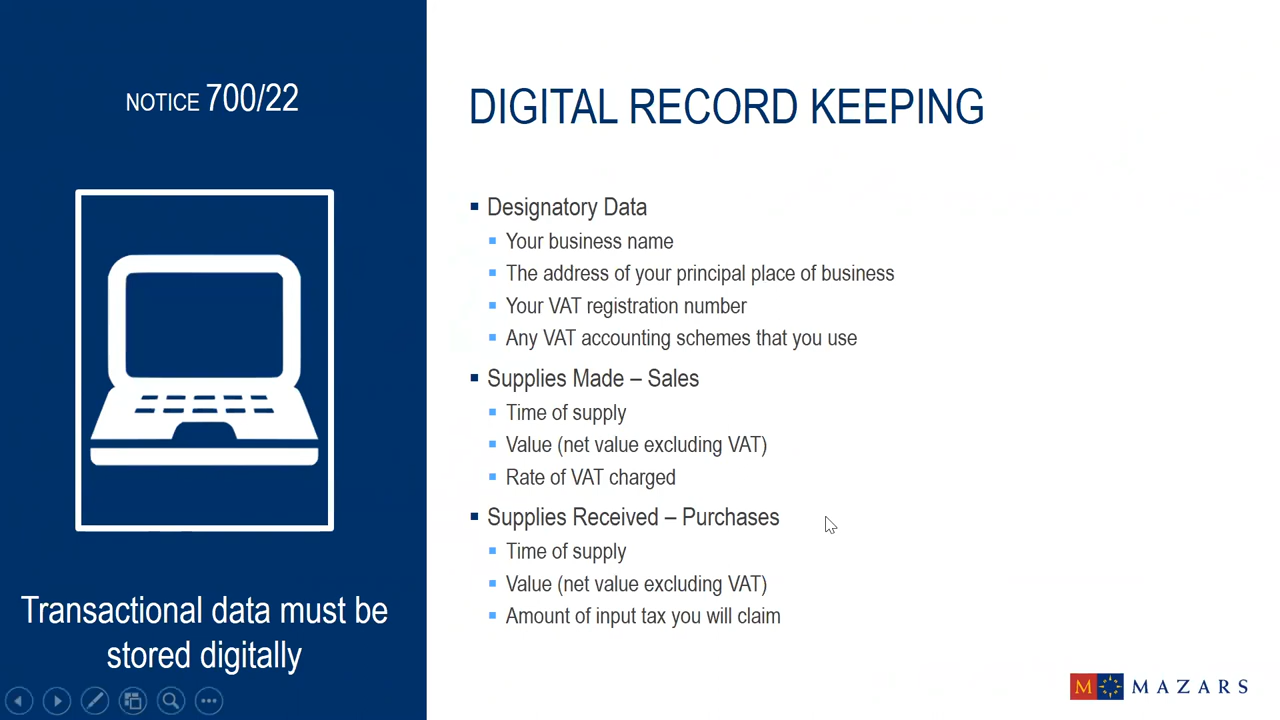 NOTICE 700/22
Transactional data must be
stored digitally
DIGITAL RECORD KEEPING
Designatory Data
Your business name
The address of your principal place of business
Your VAT registration number
Any VAT accounting schemes that you use
Supplies Made – Sales
Time of supply
Value (net value excluding VAT)
Rate of VAT charged
Supplies Received – Purchases
Time of supply
Value (net value excluding VAT)
Amount of input tax you will claim
M MAZARS